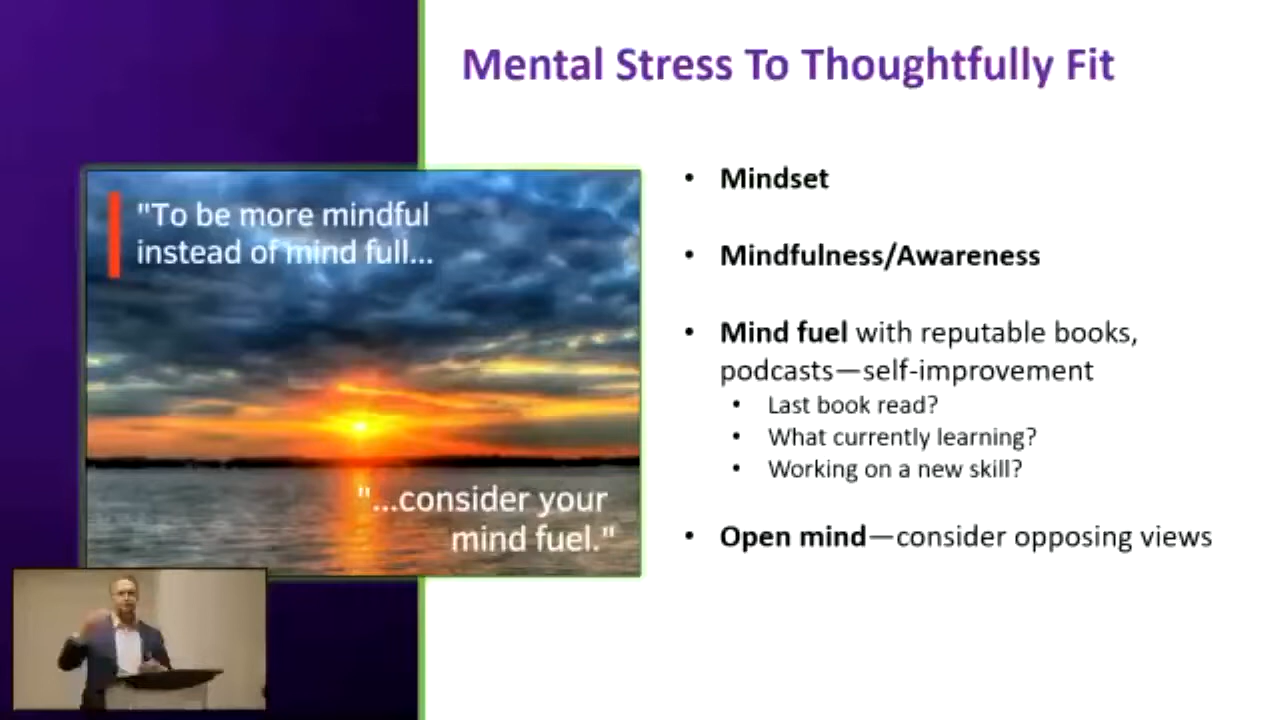 Mental Stress To Thoughtfully Fit
"To be more mindful
instead of mind full...
"...consider your
mind fuel."
• Mindset
• Mindfulness/Awareness
• Mind fuel with reputable books,
podcasts—self-improvement
• Last book read?
• What currently learning?
• Working on a new skill?
• Open mind—consider opposing views